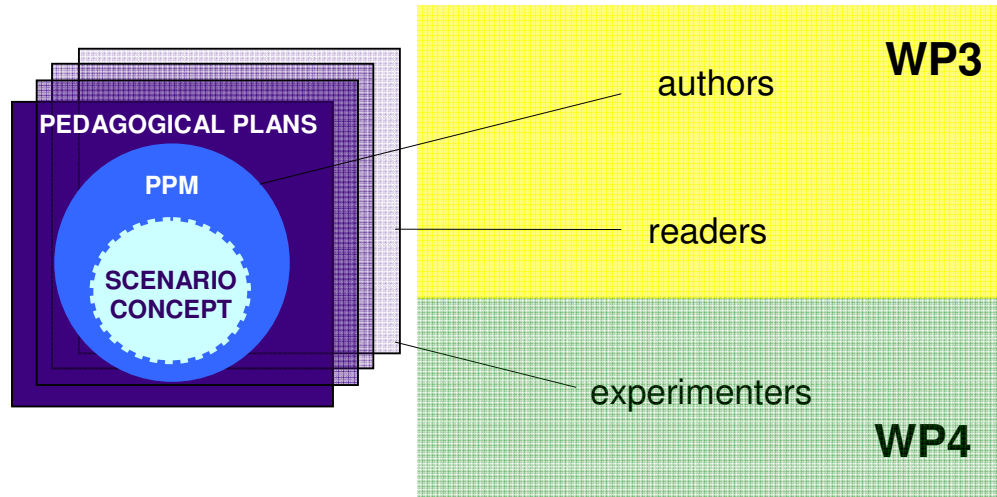 PEDAGOGICAL PLANS
PPM
SCENARIO
CONCEPT
WP3
authors
readers
experimenters
WP4